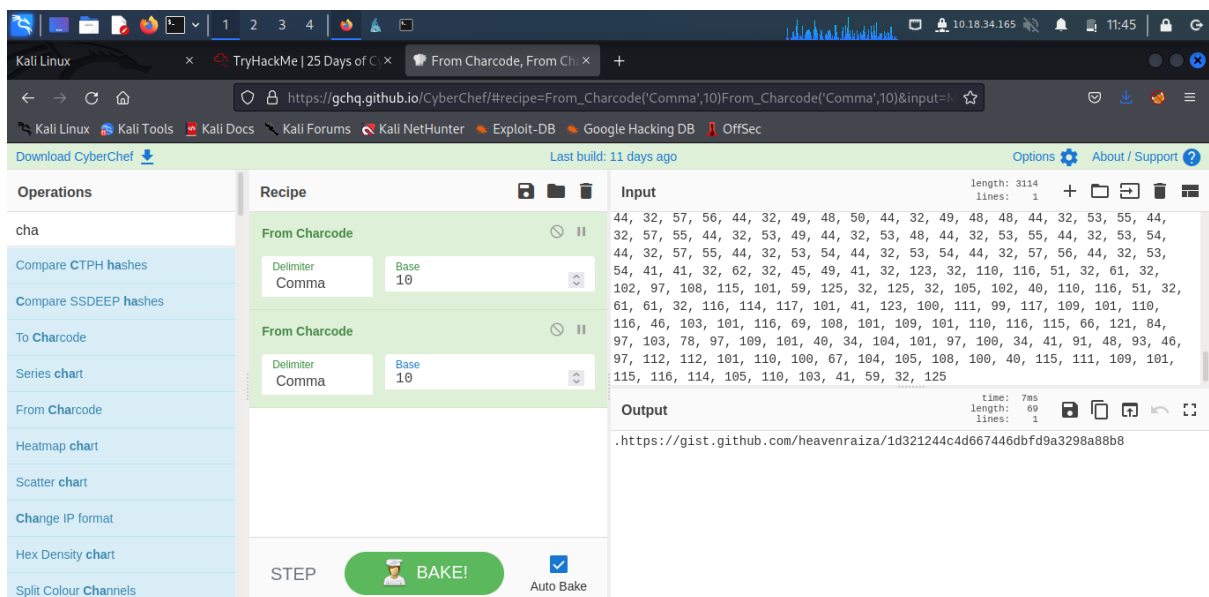 1 2 3 4 10.18.34.165 11:45
Kali Linux × TryHackMe | 25 Days of C × From Charcode, From Ch × +
https://gchq.github.io/CyberChef/#recipe=From_Charcode('Comma',10)From_Charcode('Comma',10)&input=
Kali Linux Kali Tools Kali Docs Kali Forums Kali NetHunter Exploit-DB Google Hacking DB OffSec
Download CyberChef Last build: 11 days ago Options About / Support
Operations
cha
Compare CTPH hashes
Compare SSDEEP hashes
To Charcode
Series chart
From Charcode
Heatmap chart
Scatter chart
Change IP format
Hex Density chart
Split Colour Channels
Recipe
From Charcode
Delimiter
Comma
Base
10
From Charcode
Delimiter
Comma
Base
10
STEP
BAKE!
Auto Bake
Input
length: 3114
lines: 1
44, 32, 57, 56, 44, 32, 49, 48, 50, 44, 32, 49, 48, 48, 44, 32, 53, 55, 44,
32, 57, 55, 44, 32, 53, 49, 44, 32, 53, 48, 44, 32, 53, 55, 44, 32, 53, 54,
44, 32, 57, 55, 44, 32, 53, 54, 44, 32, 53, 54, 44, 32, 57, 56, 44, 32, 53,
54, 41, 41, 32, 62, 32, 45, 49, 41, 32, 123, 32, 110, 116, 51, 32, 61, 32,
102, 97, 108, 115, 101, 59, 125, 32, 125, 32, 105, 102, 40, 110, 116, 51, 32,
61, 61, 32, 116, 114, 117, 101, 41, 123, 100, 111, 99, 117, 109, 101, 110,
116, 46, 103, 101, 116, 69, 108, 101, 109, 101, 110, 116, 115, 66, 121, 84,
97, 103, 78, 97, 109, 101, 40, 34, 104, 101, 97, 100, 34, 41, 91, 48, 93, 46,
97, 112, 112, 101, 110, 100, 67, 104, 105, 108, 100, 40, 115, 111, 109, 101,
115, 116, 114, 105, 110, 103, 41, 59, 32, 125
Output
time: 7ms
length: 69
lines: 1
.https://gist.github.com/heavenraiza/1d321244c4d667446dbfd9a3298a88b8